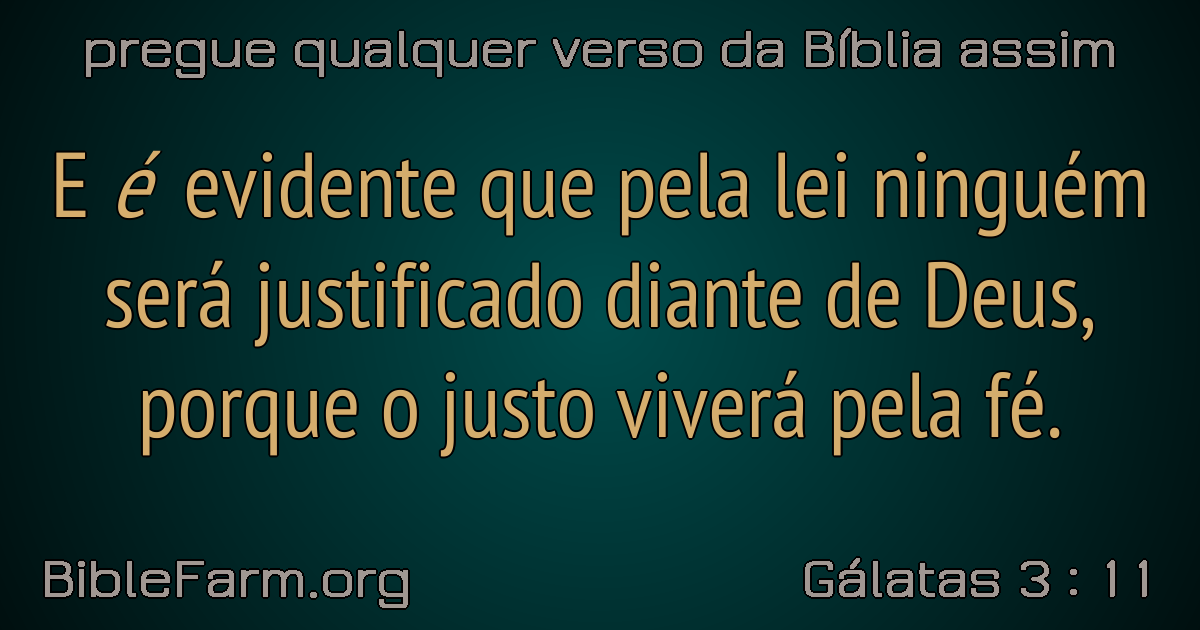 pregue qualquer verso da Bíblia assim
E é evidente que pela lei ninguém
será justificado diante de Deus,
porque o justo viverá pela fé.
BibleFarm.org
Gálatas 3 : 11